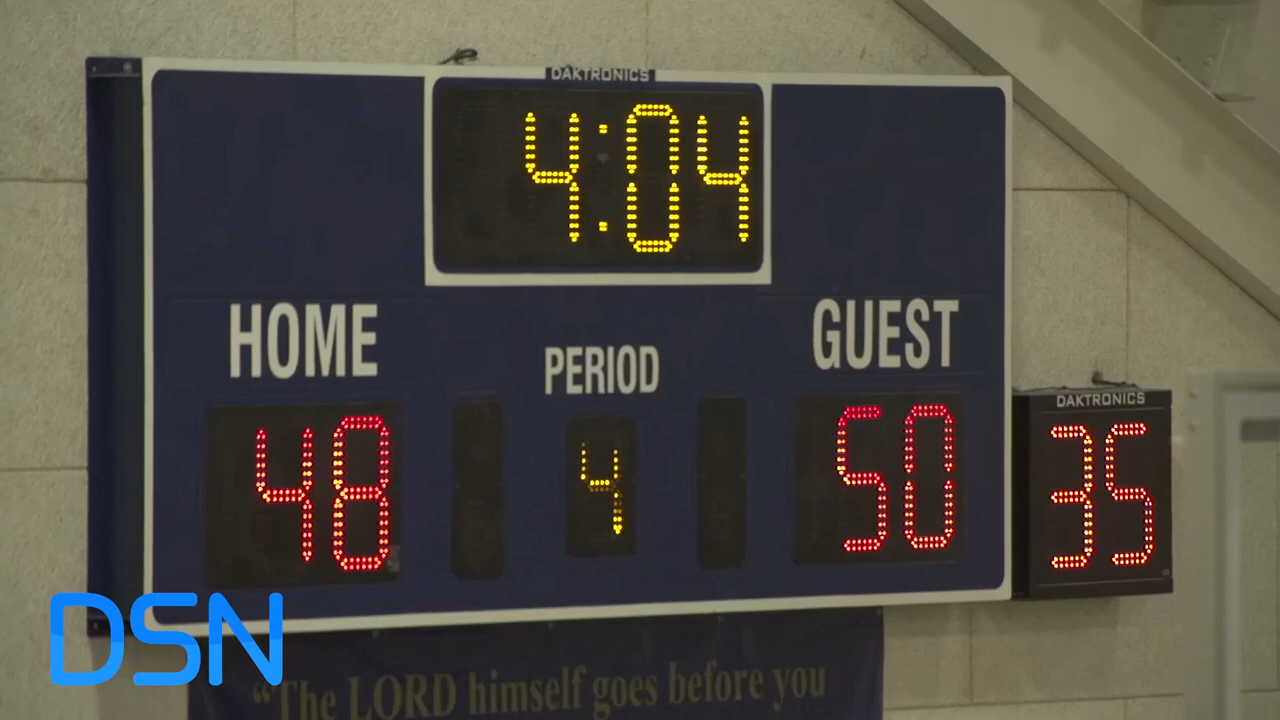 DAKTRONICS
4:04
HOME
PERIOD
GUEST
48
4
50
DAKTRONICS
35
DSN
“The LORD himself goes before you